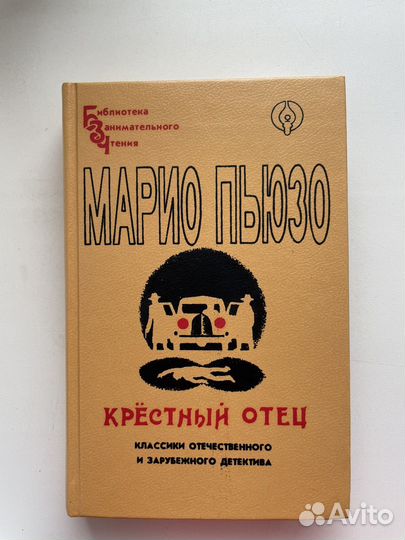 Библиотека
Занимательного
Чтения
МАРИО ПЬЮЗО
КРЁСТНЫЙ ОТЕЦ
КЛАССИКИ ОТЕЧЕСТВЕННОГО
И ЗАРУБЕЖНОГО ДЕТЕКТИВА
Avito